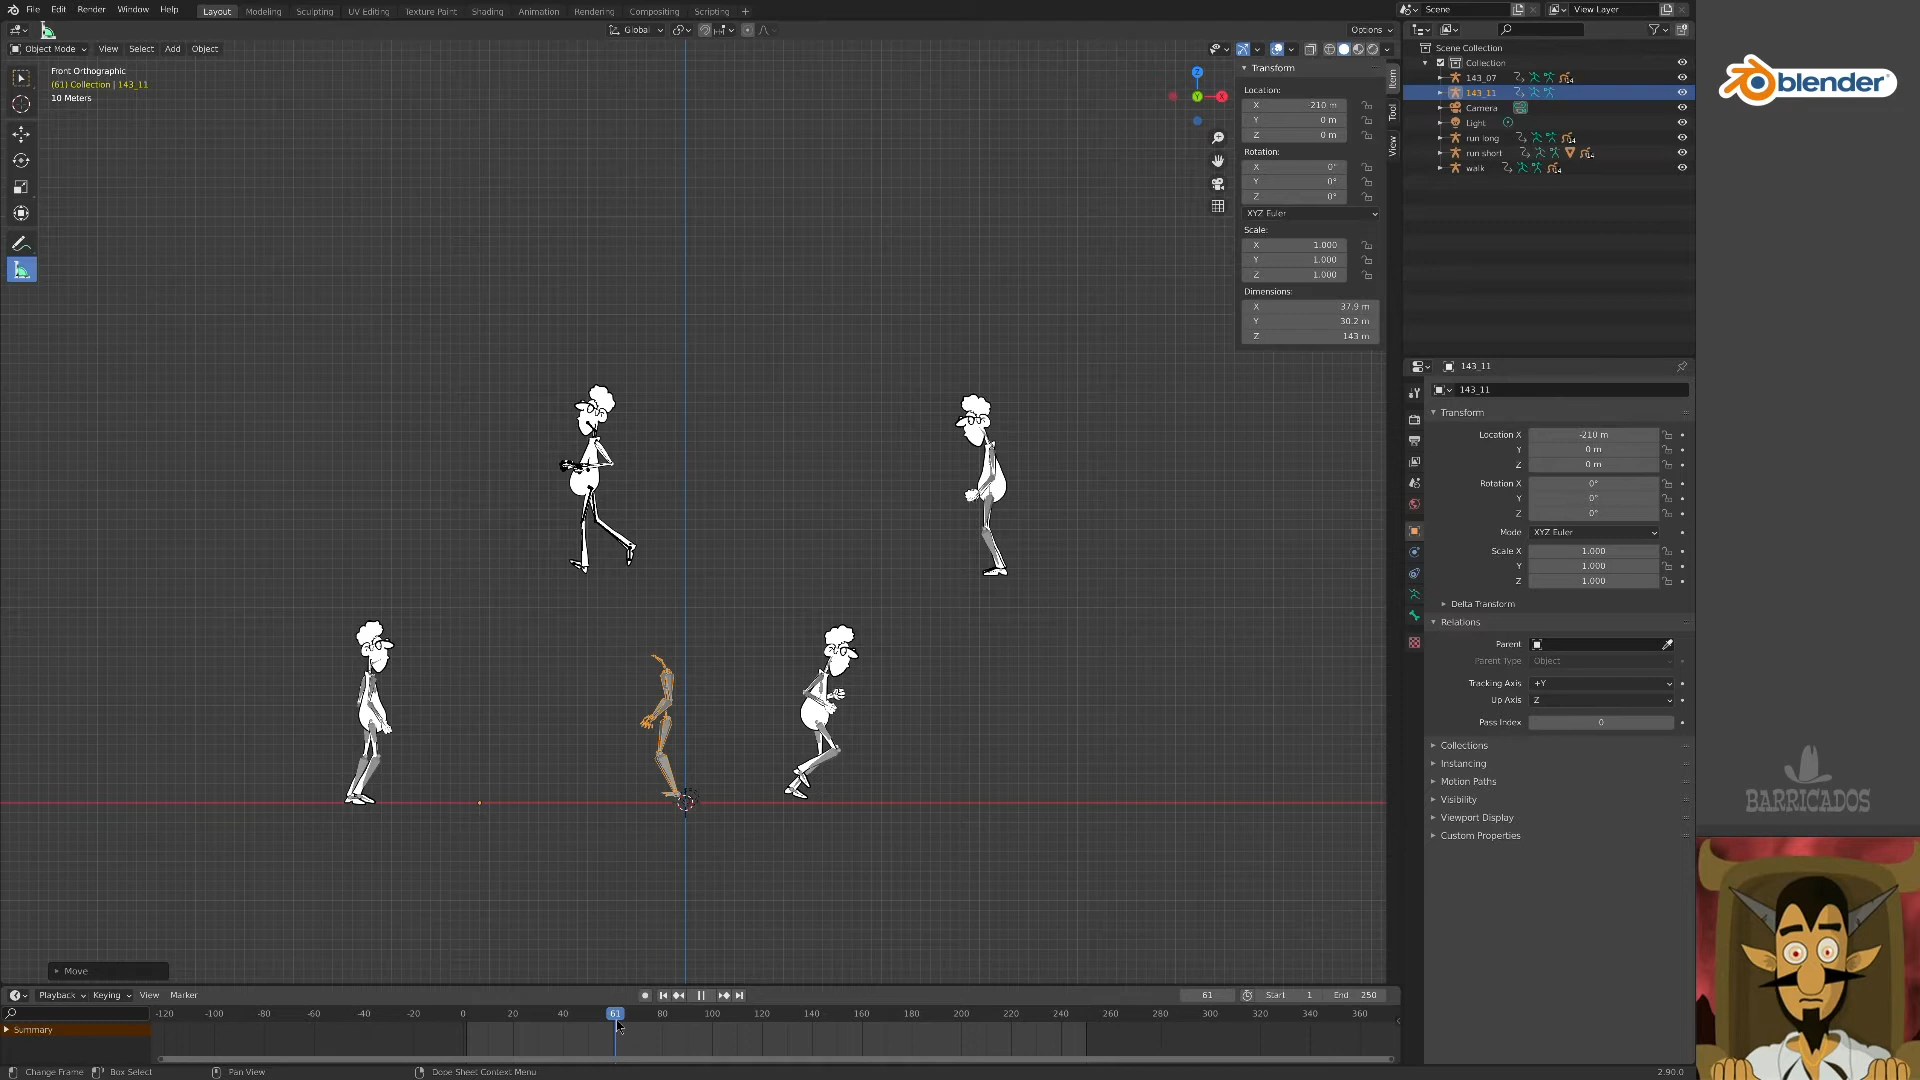 File Edit Render Window Help Layout Modeling Sculpting UV Editing Texture Paint Shading Animation Rendering Compositing Scripting + Scene View Layer
Global Options
Object Mode View Select Add Object
Front Orthographic
(61) Collection | 143_11
10 Meters
Z
Y
X
Transform
Location:
X -210 m
Y 0 m
Z 0 m
Rotation:
X 0°
Y 0°
Z 0°
XYZ Euler
Scale:
X 1.000
Y 1.000
Z 1.000
Dimensions:
X 37.9 m
Y 30.2 m
Z 143 m
Item
Tool
View
Scene Collection
Collection
143_07 14
143_11
Camera
Light
run long 14
run short 14
walk 14
blender
143_11
143_11
Transform
Location X -210 m
Y 0 m
Z 0 m
Rotation X 0°
Y 0°
Z 0°
Mode XYZ Euler
Scale X 1.000
Y 1.000
Z 1.000
Delta Transform
Relations
Parent
Parent Type Object
Tracking Axis +Y
Up Axis Z
Pass Index 0
Collections
Instancing
Motion Paths
Visibility
Viewport Display
Custom Properties
BARRICADOS
Move
Playback Keying View Marker 61 Start 1 End 250
-120 -100 -80 -60 -40 -20 0 20 40 61 80 100 120 140 160 180 200 220 240 260 280 300 320 340 360
Summary
Change Frame Box Select Pan View Dope Sheet Context Menu 2.90.0